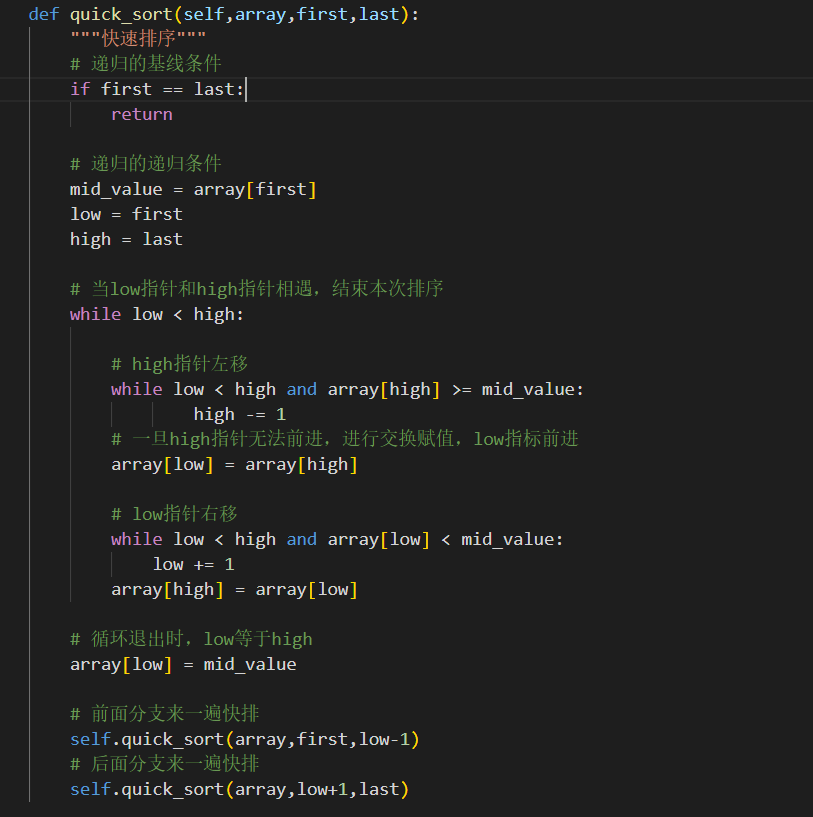 def quick_sort(self,array,first,last):
"""快速排序"""
# 递归的基线条件
if first == last:
return
# 递归的递归条件
mid_value = array[first]
low = first
high = last
# 当low指针和high指针相遇，结束本次排序
while low < high:
# high指针左移
while low < high and array[high] >= mid_value:
high -= 1
# 一旦high指针无法前进，进行交换赋值，low指标前进
array[low] = array[high]
# low指针右移
while low < high and array[low] < mid_value:
low += 1
array[high] = array[low]
# 循环退出时，low等于high
array[low] = mid_value
# 前面分支来一遍快排
self.quick_sort(array,first,low-1)
# 后面分支来一遍快排
self.quick_sort(array,low+1,last)